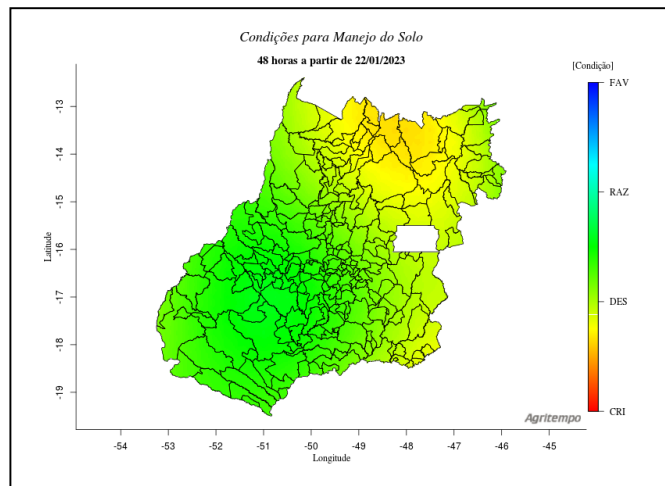 Condições para Manejo do Solo
48 horas a partir de 22/01/2023
[Condição]
FAV
RAZ
DES
CRI
Latitude
-13
-14
-15
-16
-17
-18
-19
-54
-53
-52
-51
-50
-49
-48
-47
-46
-45
Longitude
Agritempo